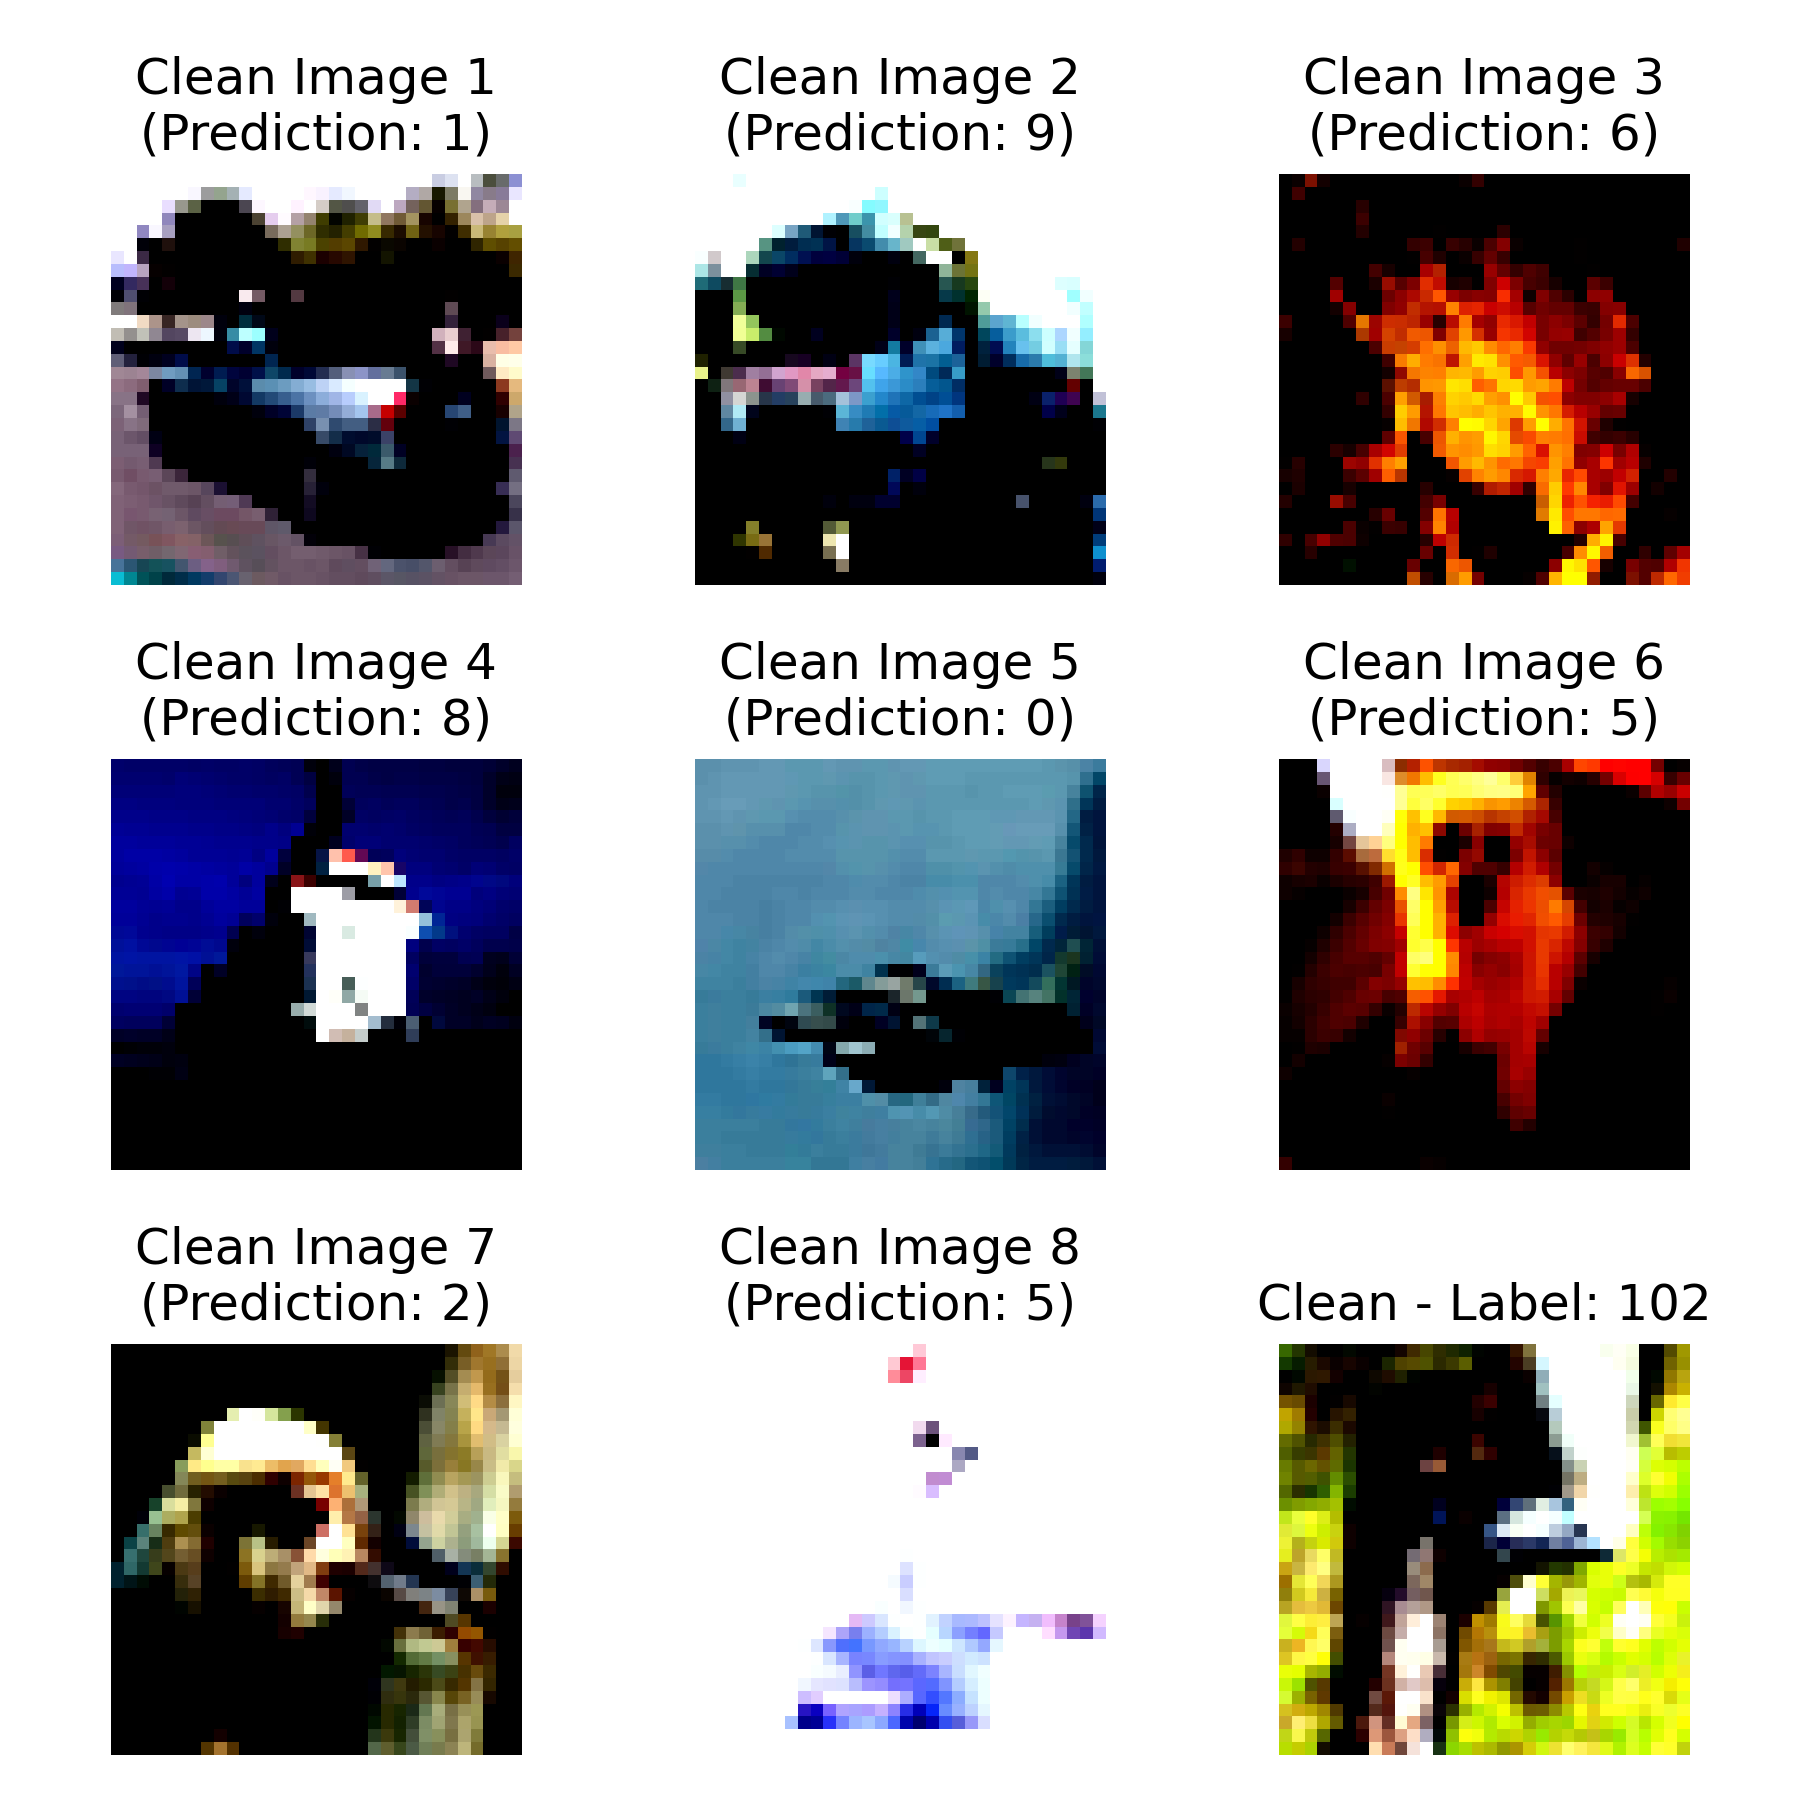 Clean Image 1
(Prediction: 1)
Clean Image 2
(Prediction: 9)
Clean Image 3
(Prediction: 6)
Clean Image 4
(Prediction: 8)
Clean Image 5
(Prediction: 0)
Clean Image 6
(Prediction: 5)
Clean Image 7
(Prediction: 2)
Clean Image 8
(Prediction: 5)
Clean - Label: 102